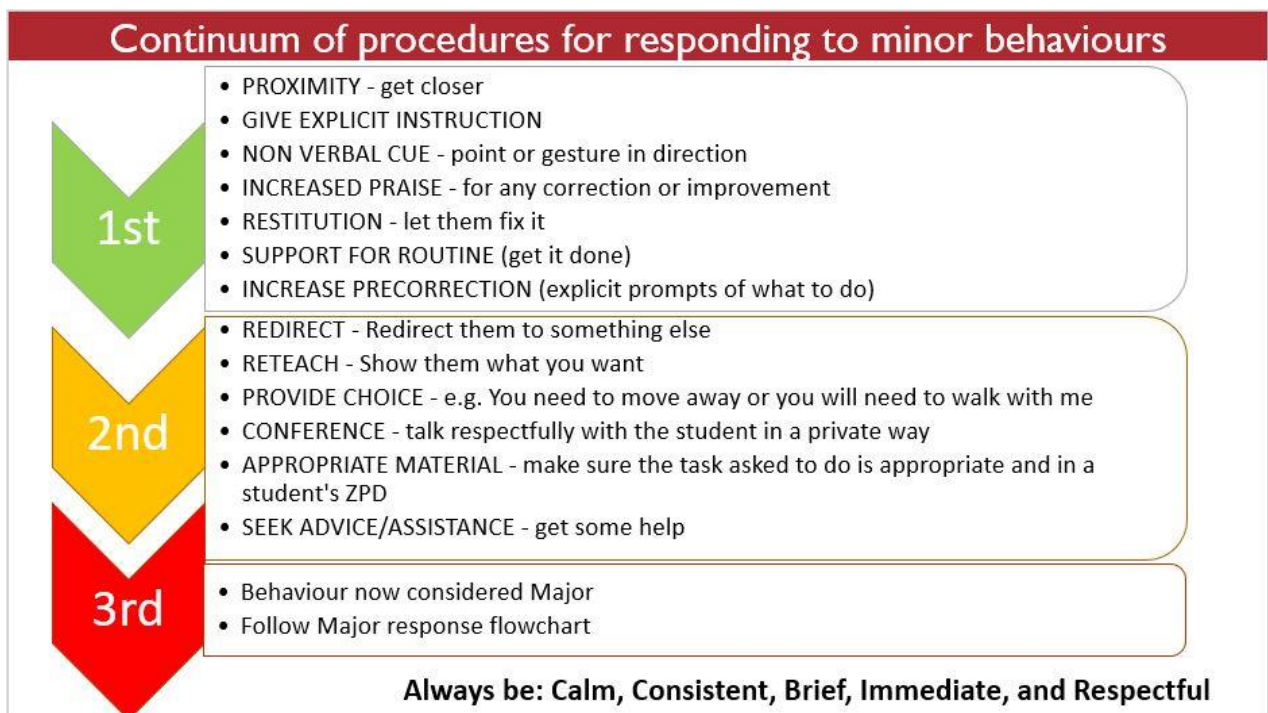 Continuum of procedures for responding to minor behaviours
1st
• PROXIMITY - get closer
• GIVE EXPLICIT INSTRUCTION
• NON VERBAL CUE - point or gesture in direction
• INCREASED PRAISE - for any correction or improvement
• RESTITUTION - let them fix it
• SUPPORT FOR ROUTINE (get it done)
• INCREASE PRECORRECTION (explicit prompts of what to do)
2nd
• REDIRECT - Redirect them to something else
• RETEACH - Show them what you want
• PROVIDE CHOICE - e.g. You need to move away or you will need to walk with me
• CONFERENCE - talk respectfully with the student in a private way
• APPROPRIATE MATERIAL - make sure the task asked to do is appropriate and in a
student's ZPD
• SEEK ADVICE/ASSISTANCE - get some help
3rd
• Behaviour now considered Major
• Follow Major response flowchart
Always be: Calm, Consistent, Brief, Immediate, and Respectful